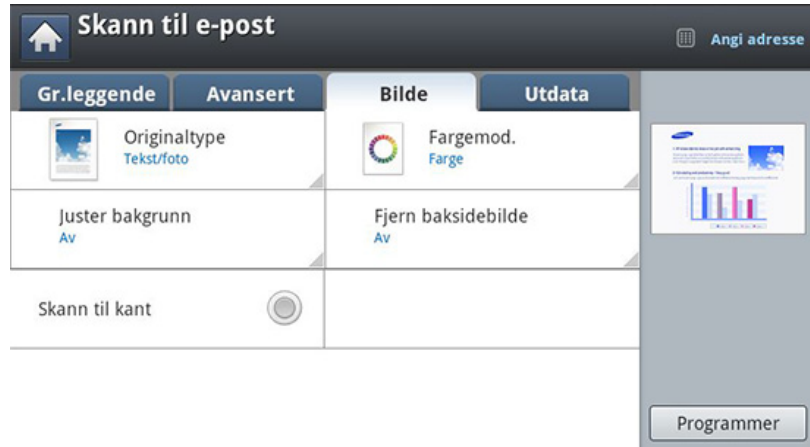 Skann til e-post
Angi adresse
Gr.leggende
Avansert
Bilde
Utdata
Originaltype
Tekst/foto
Fargemod.
Farge
Juster bakgrunn
Av
Fjern baksidebilde
Av
Skann til kant
Programmer